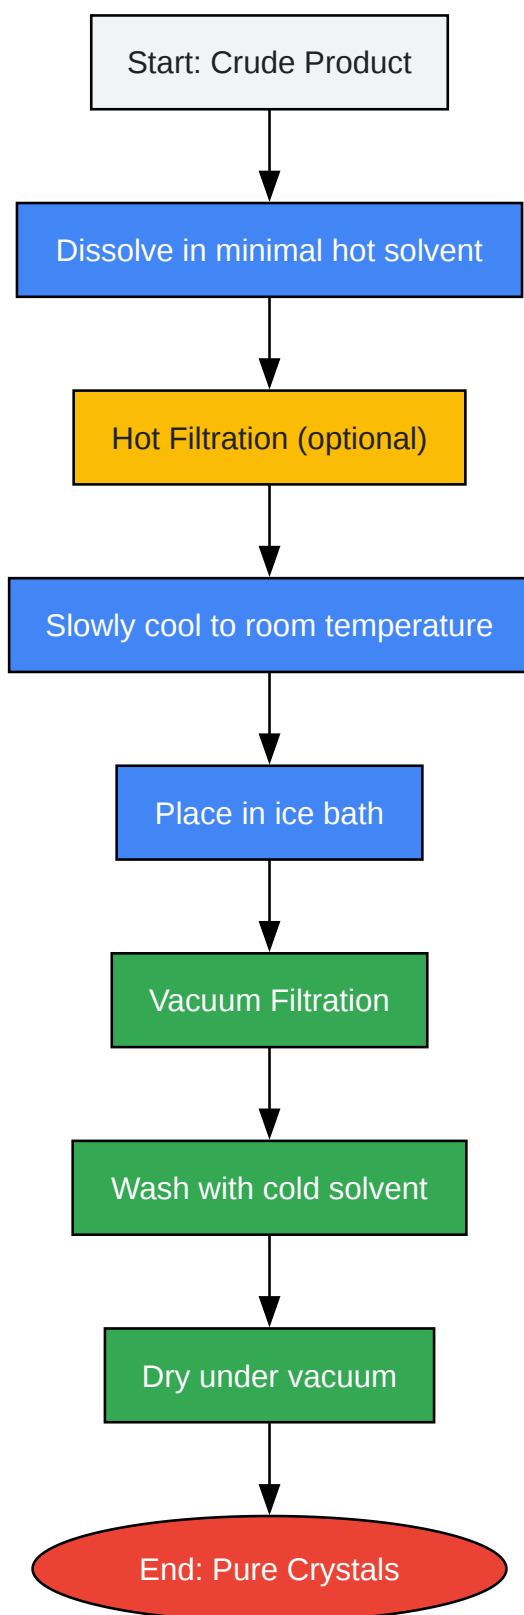 Start: Crude Product
Dissolve in minimal hot solvent
Hot Filtration (optional)
Slowly cool to room temperature
Place in ice bath
Vacuum Filtration
Wash with cold solvent
Dry under vacuum
End: Pure Crystals